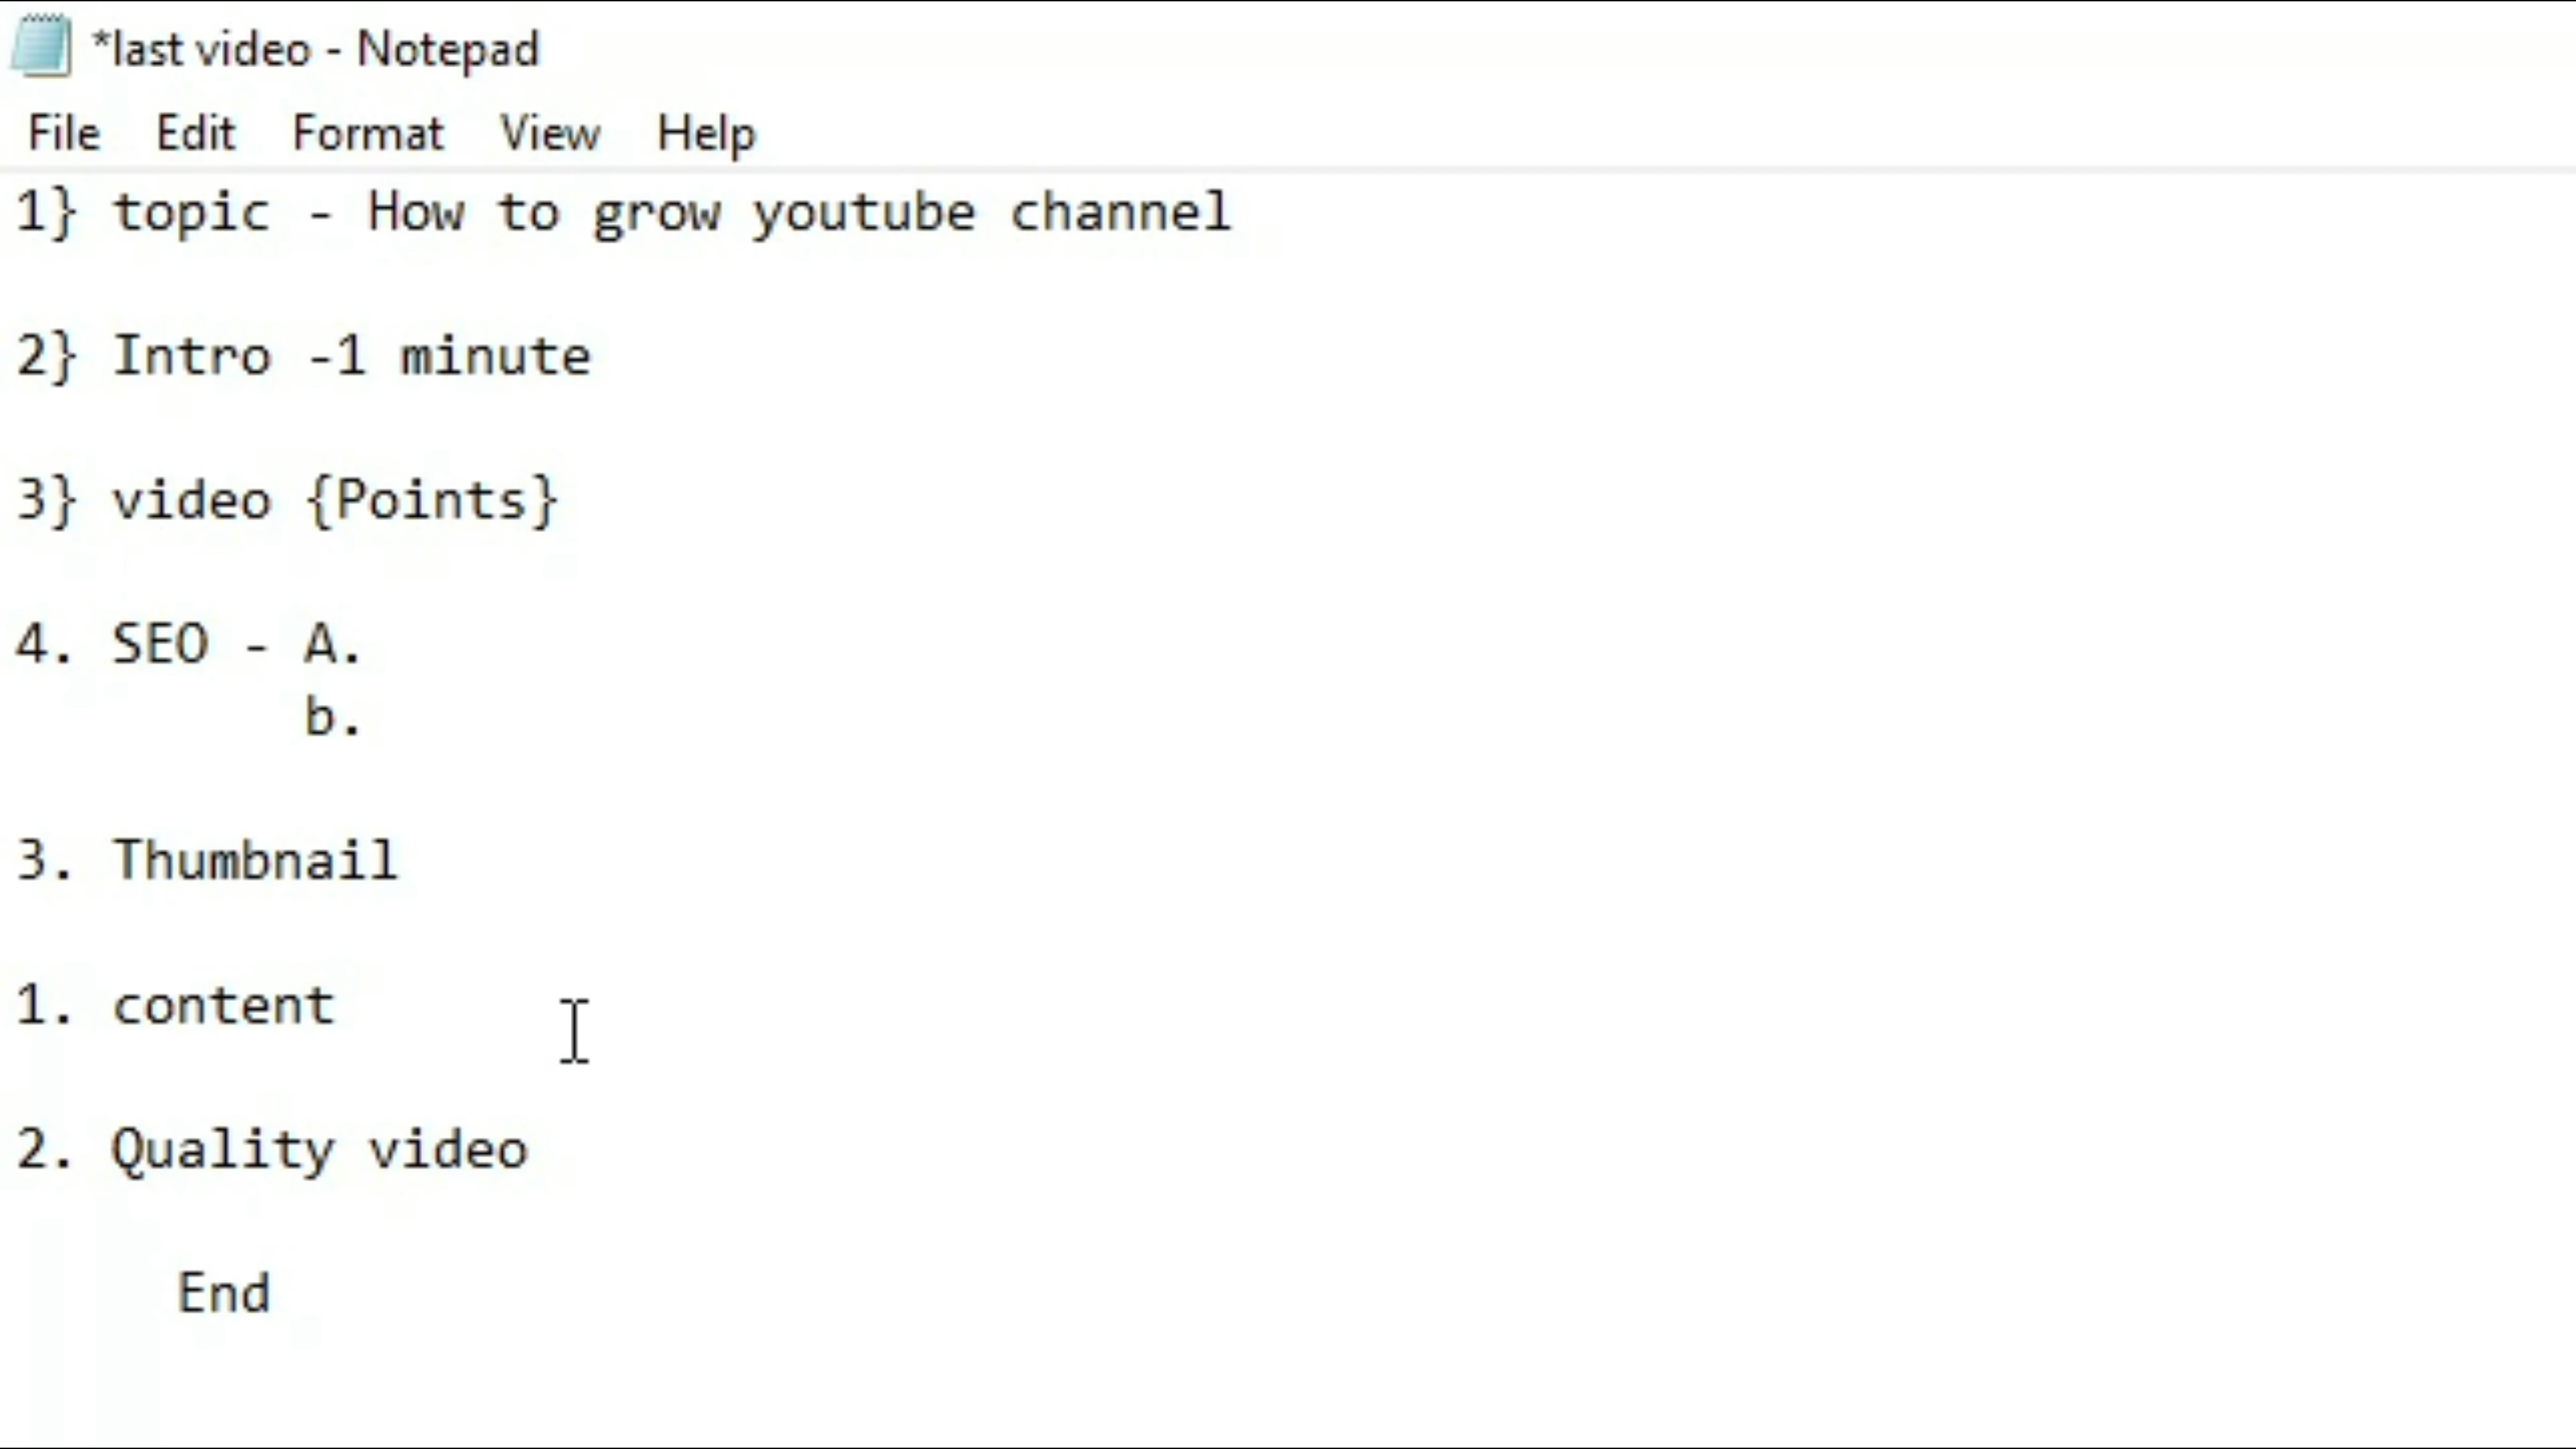 *last video - Notepad
File Edit Format View Help
1} topic - How to grow youtube channel
2} Intro -1 minute
3} video {Points}
4. SEO - A.
b.
3. Thumbnail
1. content
2. Quality video
End